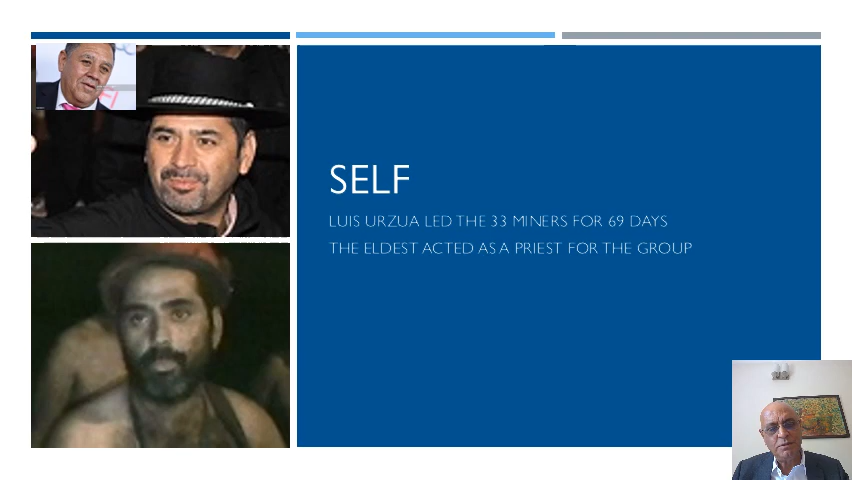 SELF
LUIS URZUA LED THE 33 MINERS FOR 69 DAYS
THE ELDEST ACTED AS A PRIEST FOR THE GROUP